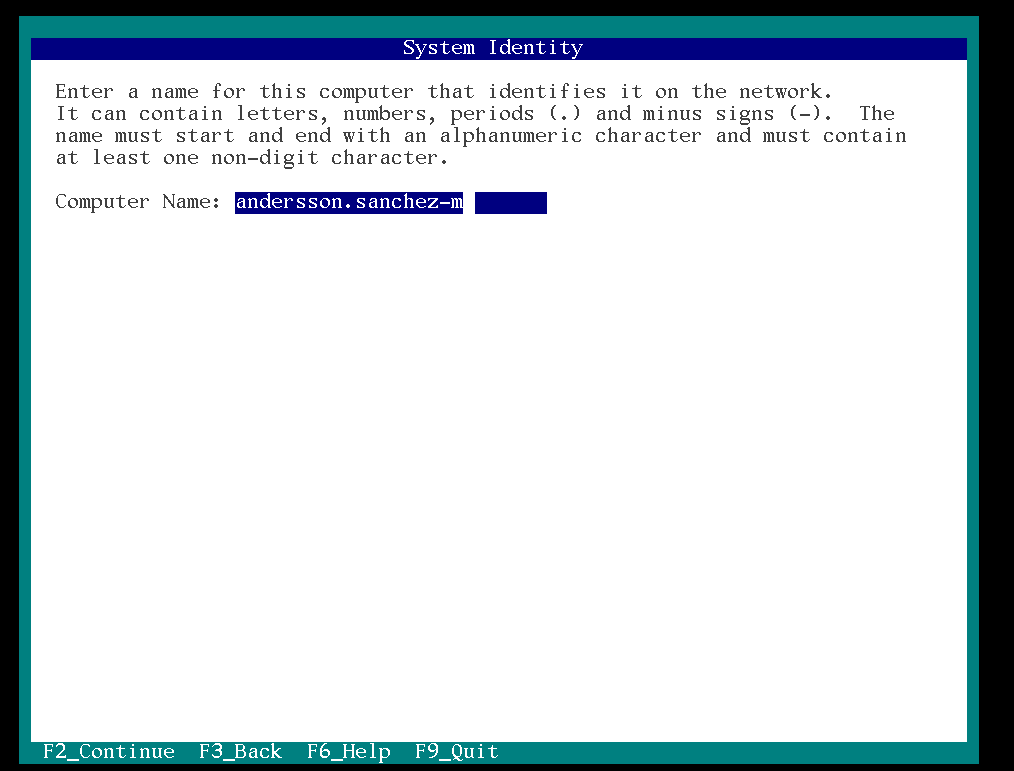 System Identity
Enter a name for this computer that identifies it on the network.
It can contain letters, numbers, periods (.) and minus signs (-).  The
name must start and end with an alphanumeric character and must contain
at least one non-digit character.
Computer Name: andersson.sanchez-m
F2_Continue  F3_Back  F6_Help  F9_Quit